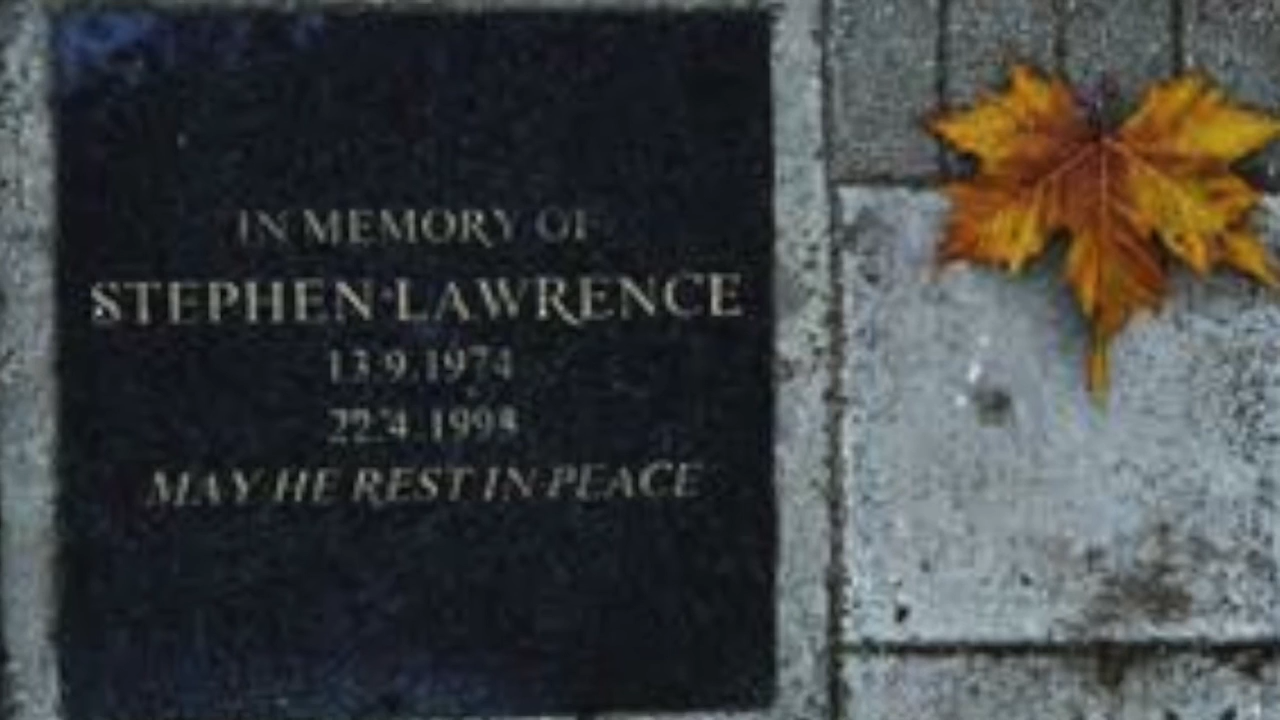 IN MEMORY OF
STEPHEN LAWRENCE
13.9.1974
22.4.1993
MAY HE REST IN PEACE